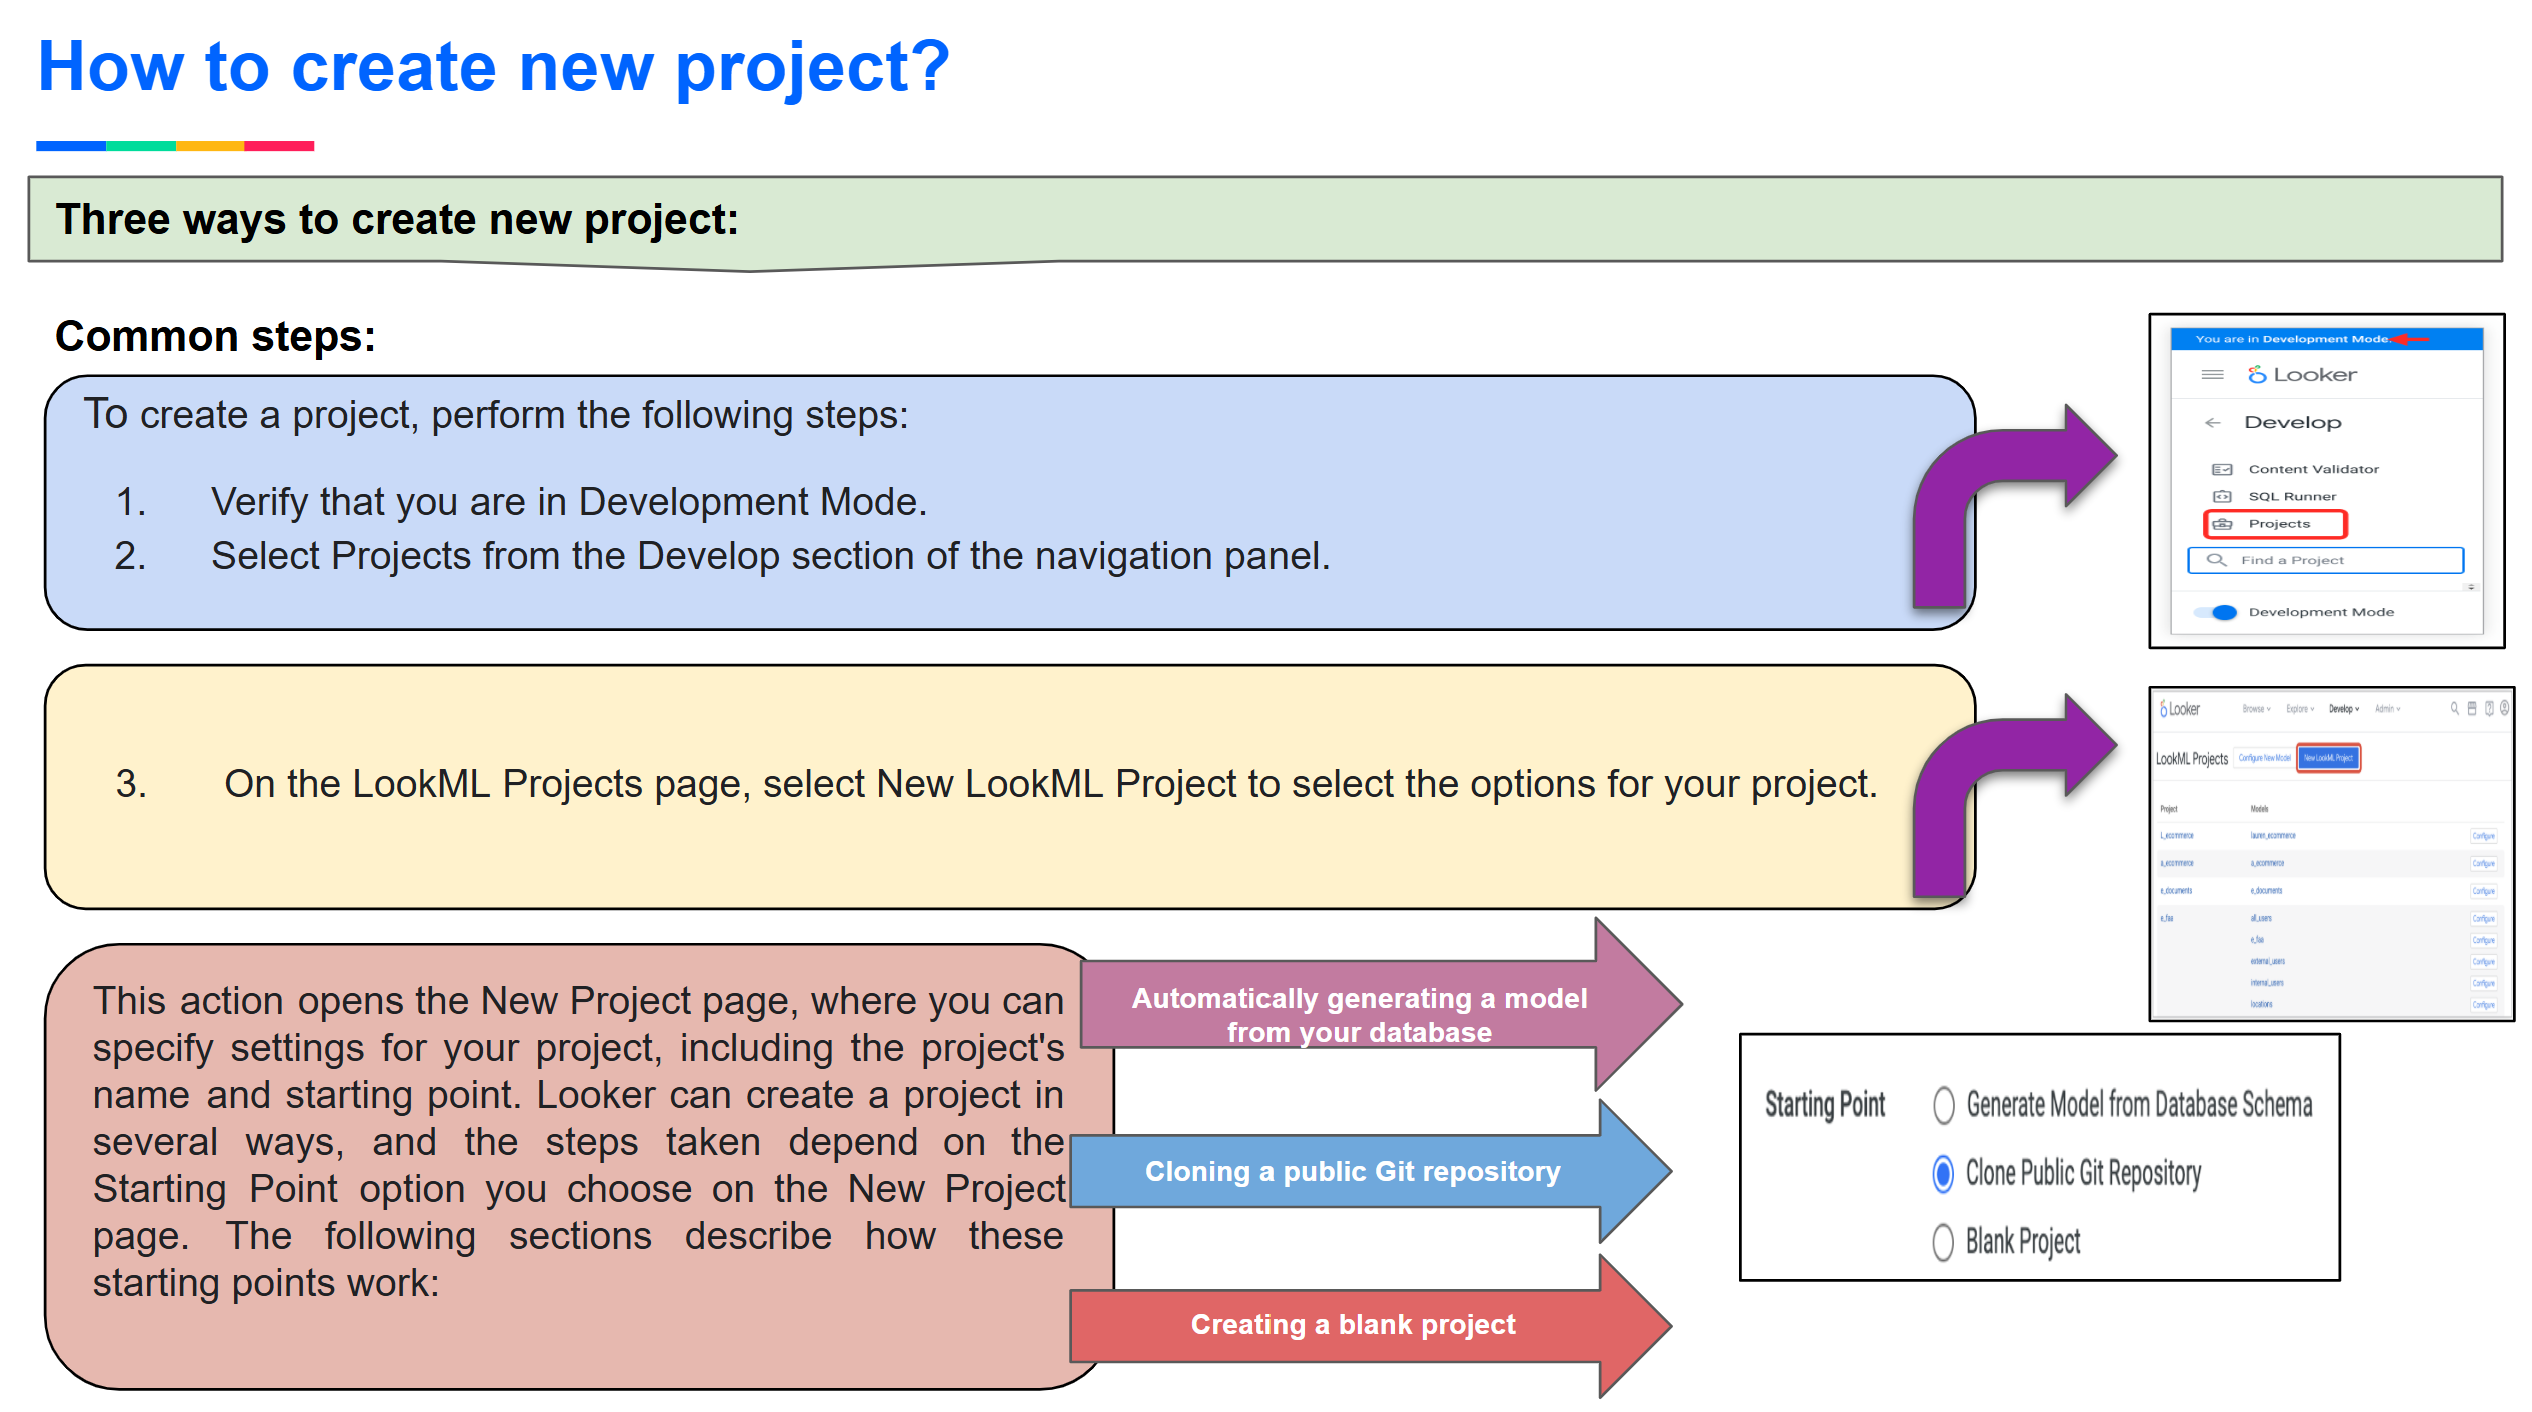 How to create new project?
Three ways to create new project:
Common steps:
To create a project, perform the following steps:
1. Verify that you are in Development Mode.
2. Select Projects from the Develop section of the navigation panel.
You are in Development Mode.
Looker
Develop
Content Validator
SQL Runner
Projects
Find a Project
Development Mode
3. On the LookML Projects page, select New LookML Project to select the options for your project.
Looker Browse Explore Develop Admin
LookML Projects Configure New Model New LookML Project
Project Models
L_ecommerce lauren_ecommerce Configure
a_ecommerce a_ecommerce Configure
e_documents e_documents Configure
e_faa all_users Configure
e_faa Configure
external_users Configure
internal_users Configure
locations Configure
This action opens the New Project page, where you can
specify settings for your project, including the project's
name and starting point. Looker can create a project in
several ways, and the steps taken depend on the
Starting Point option you choose on the New Project
page. The following sections describe how these
starting points work:
Automatically generating a model
from your database
Cloning a public Git repository
Creating a blank project
Starting Point Generate Model from Database Schema
Clone Public Git Repository
Blank Project